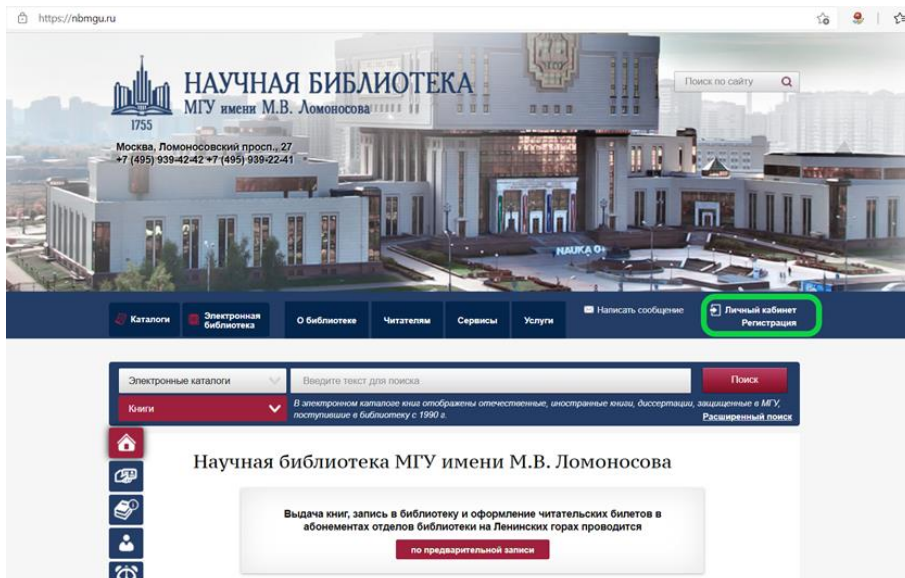 https://nbmgu.ru
НАУЧНАЯ БИБЛИОТЕКА
МГУ имени М.В. Ломоносова
1755
Поиск по сайту
Москва, Ломоносовский просп., 27
+7 (495) 939-42-42 +7 (495) 939-22-41
NAUKA 0+
Каталоги
Электронная
библиотека
О библиотеке
Читателям
Сервисы
Услуги
Написать сообщение
Личный кабинет
Регистрация
Электронные каталоги
Введите текст для поиска
Поиск
Книги
В электронном каталоге книг отображены отечественные, иностранные книги, диссертации, защищенные в МГУ,
поступившие в библиотеку с 1990 г.
Расширенный поиск
Научная библиотека МГУ имени М.В. Ломоносова
Выдача книг, запись в библиотеку и оформление читательских билетов в
абонементах отделов библиотеки на Ленинских горах проводится
по предварительной записи